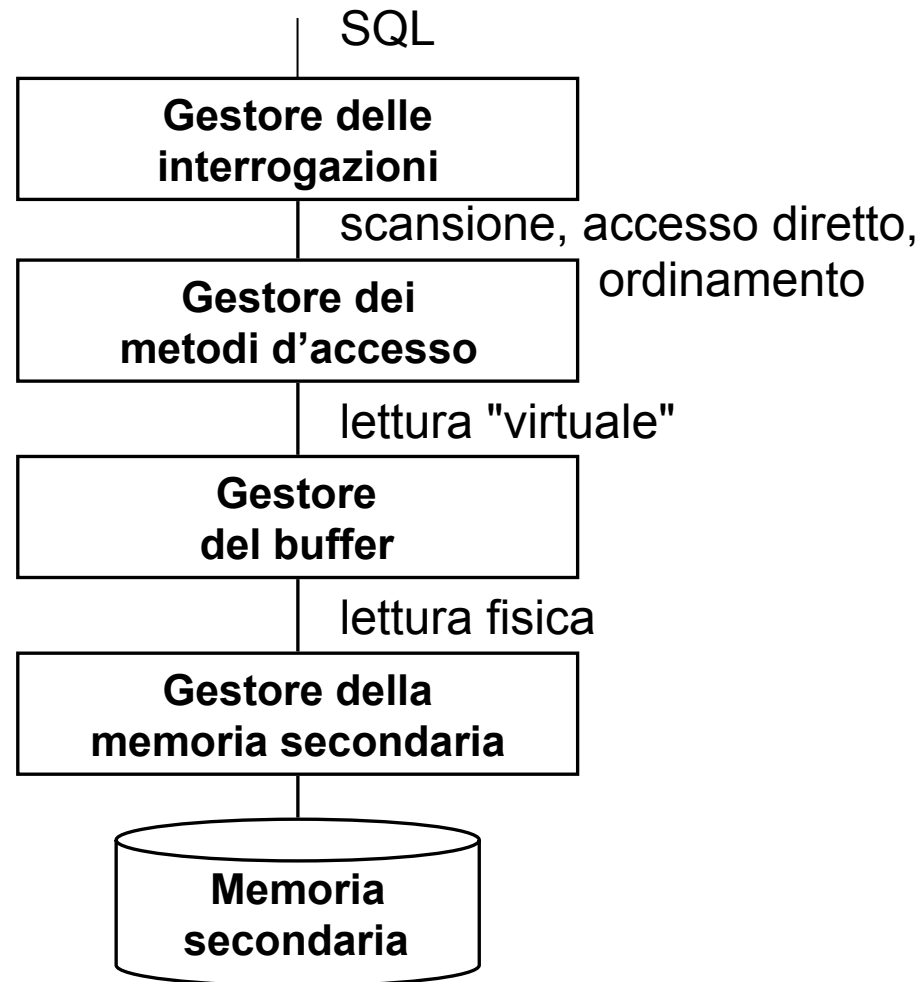 SQL
Gestore delle
interrogazioni
scansione, accesso diretto,
ordinamento
Gestore dei
metodi d’accesso
lettura "virtuale"
Gestore
del buffer
lettura fisica
Gestore della
memoria secondaria
Memoria
secondaria